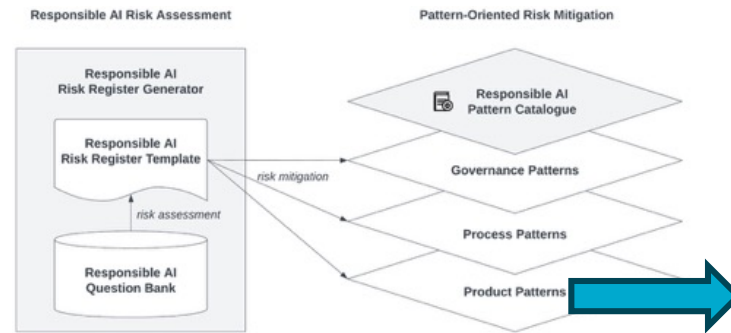 Responsible AI Risk Assessment
Pattern-Oriented Risk Mitigation
Responsible AI
Risk Register Generator
Responsible AI
Risk Register Template
risk assessment
Responsible AI
Question Bank
risk mitigation
Responsible AI
Pattern Catalogue
Governance Patterns
Process Patterns
Product Patterns